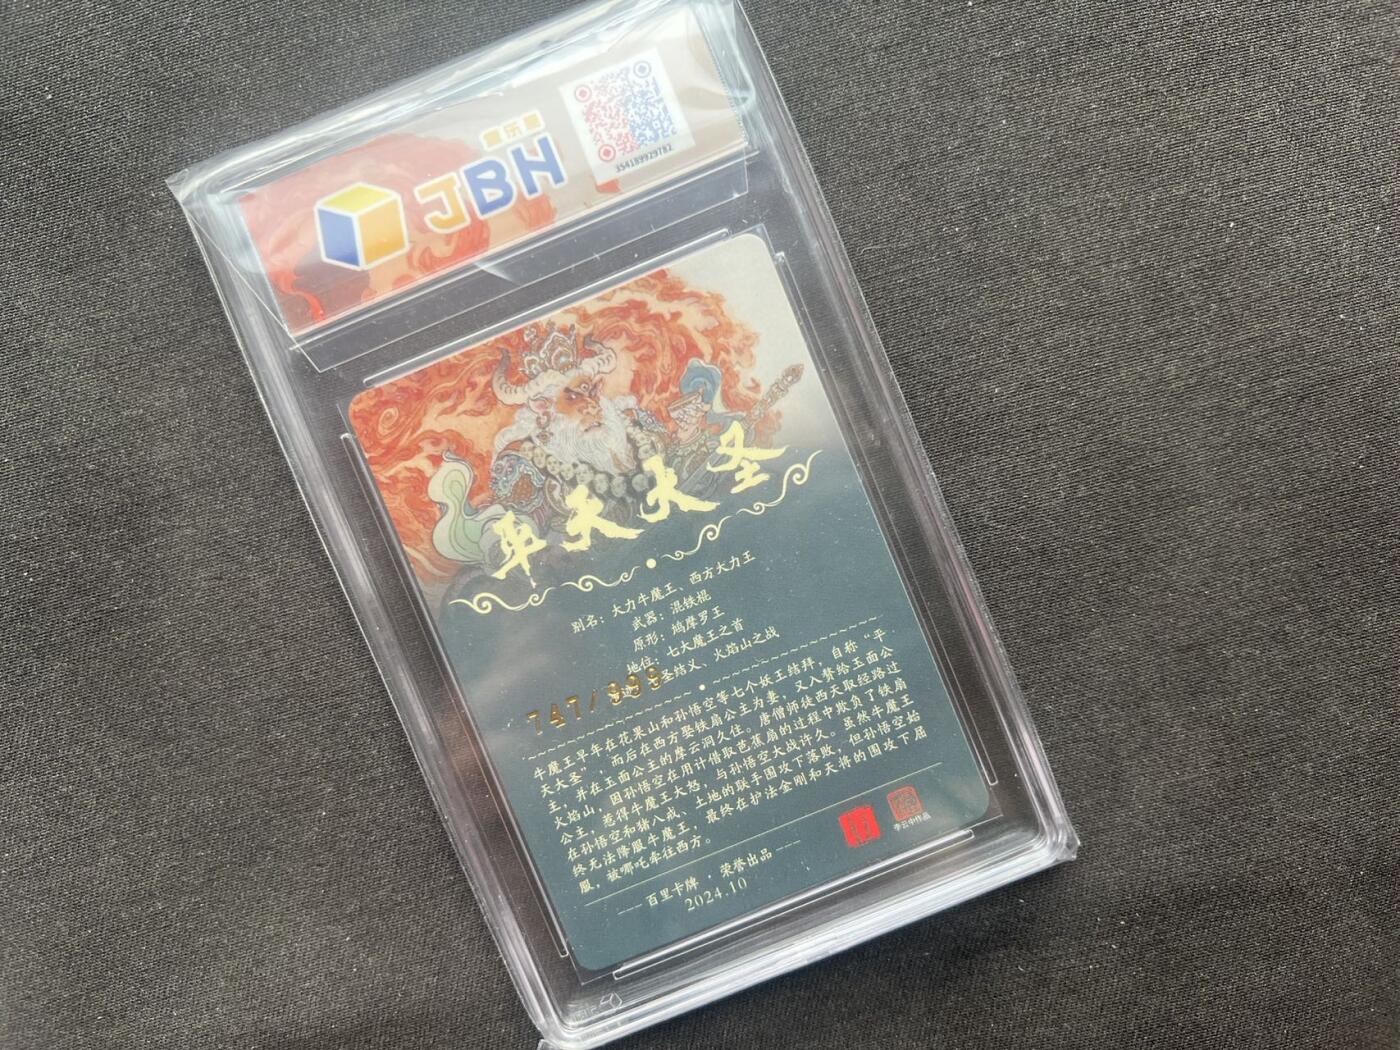 JBH
354189929782
平天大圣
别名：大力牛魔王、西方大力王
武器：混铁棍
原形：鸠摩罗王
地位：七大魔王之首
圣结义、火焰山之战
747/999
牛魔王早年在花果山和孙悟空等七个妖王结拜，自称“平
天大圣”，而后在西方娶铁扇公主为妻，又入赘给玉面公
主，并在玉面公主的摩云洞久住。唐僧师徒西天取经路过
火焰山，因孙悟空在用计借取芭蕉扇的过程中欺负了铁扇
公主，惹得牛魔王大怒，与孙悟空大战许久。虽然牛魔王
在孙悟空和猪八戒、土地的联手围攻下落败，但孙悟空始
终无法降服牛魔王，最终在护法金刚和天将的围攻下屈
服，被哪吒牵往西方。
李云中作品
百里卡牌·荣誉出品
2024.10